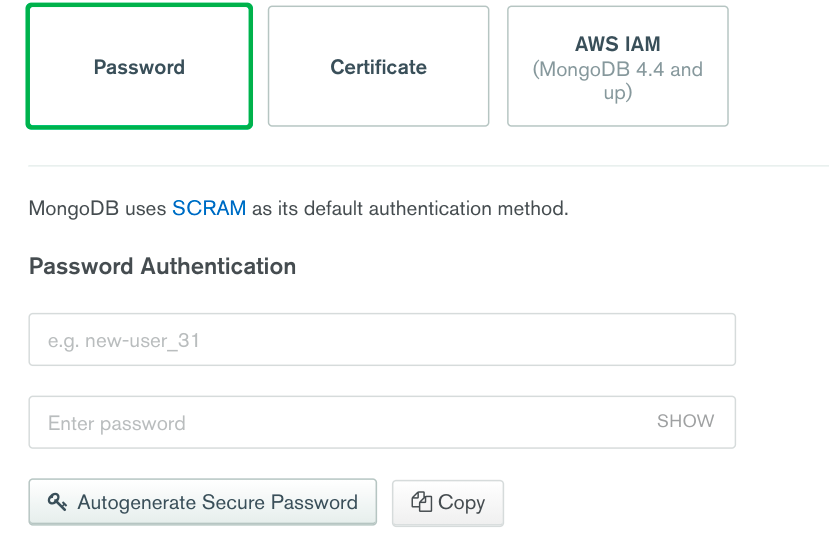 Password
Certificate
AWS IAM
(MongoDB 4.4 and
up)
MongoDB uses SCRAM as its default authentication method.
Password Authentication
e.g. new-user_31
Enter password
SHOW
Autogenerate Secure Password
Copy